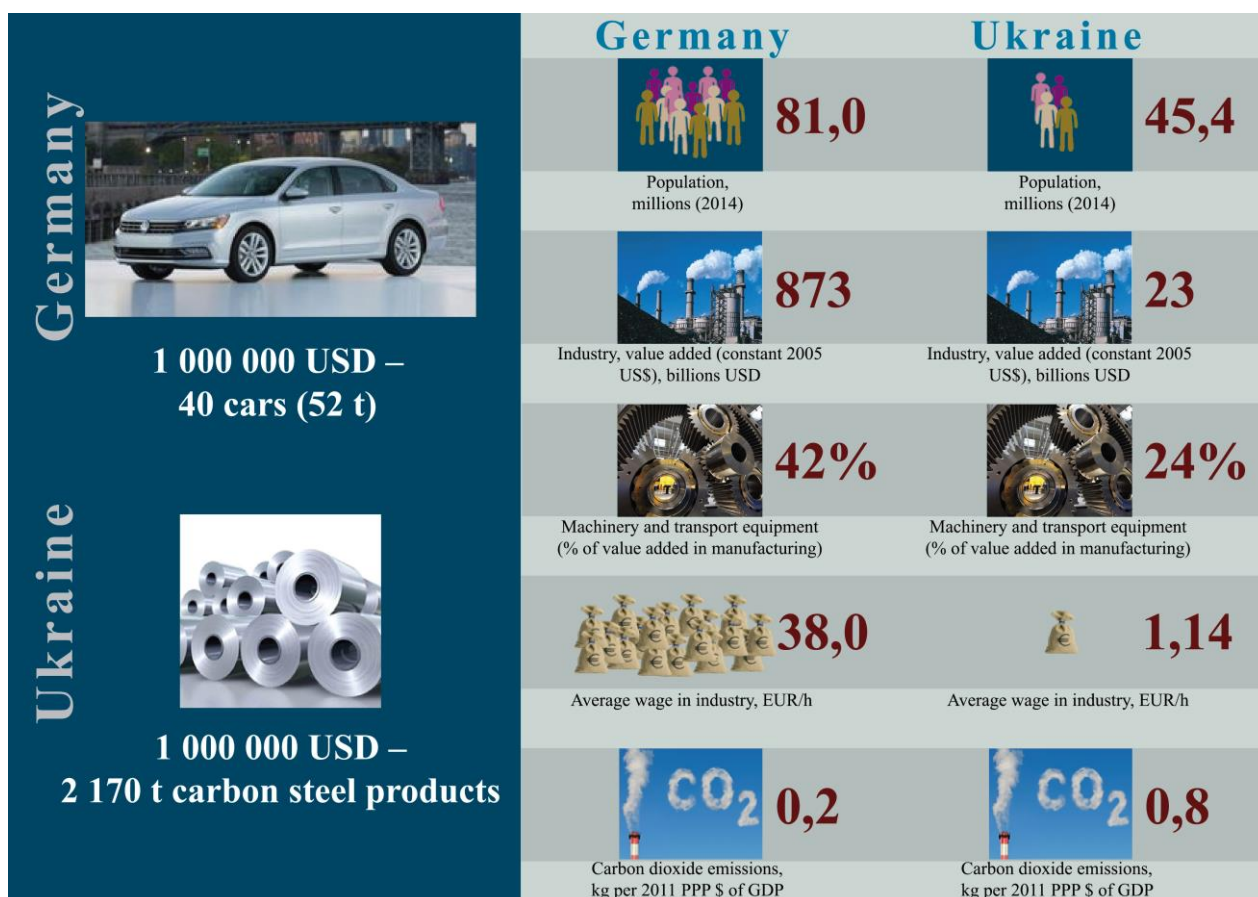 Germany
1 000 000 USD –
40 cars (52 t)
Ukraine
1 000 000 USD –
2 170 t carbon steel products
Germany
Ukraine
81,0
45,4
Population,
millions (2014)
Population,
millions (2014)
873
23
Industry, value added (constant 2005
US$), billions USD
Industry, value added (constant 2005
US$), billions USD
42%
24%
Machinery and transport equipment
(% of value added in manufacturing)
Machinery and transport equipment
(% of value added in manufacturing)
38,0
1,14
Average wage in industry, EUR/h
Average wage in industry, EUR/h
CO2
0,2
CO2
0,8
Carbon dioxide emissions,
kg per 2011 PPP $ of GDP
Carbon dioxide emissions,
kg per 2011 PPP $ of GDP